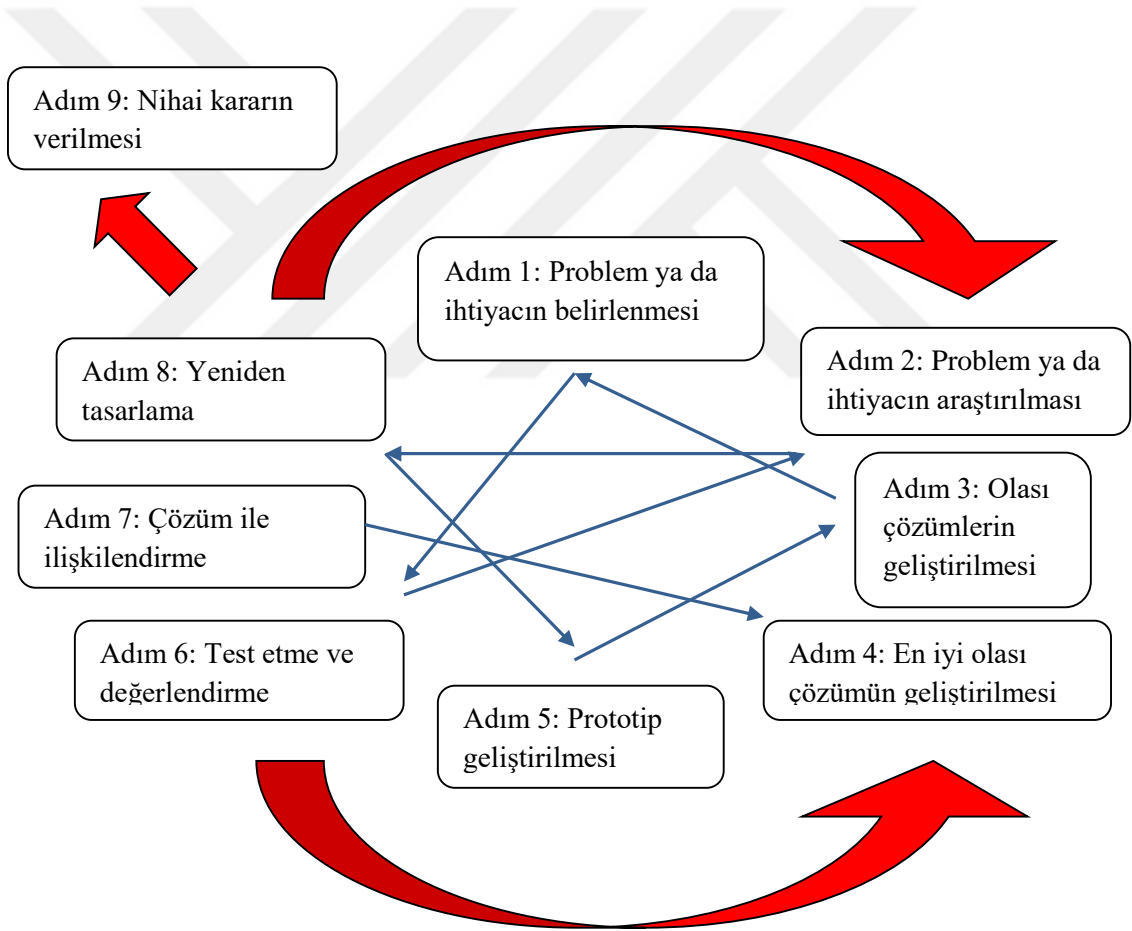 Adım 9: Nihai kararın
verilmesi
Adım 1: Problem ya da
ihtiyacın belirlenmesi
Adım 2: Problem ya da
ihtiyacın araştırılması
Adım 3: Olası
çözümlerin
geliştirilmesi
Adım 4: En iyi olası
çözümün geliştirilmesi
Adım 5: Prototip
geliştirilmesi
Adım 6: Test etme ve
değerlendirme
Adım 7: Çözüm ile
ilişkilendirme
Adım 8: Yeniden
tasarlama